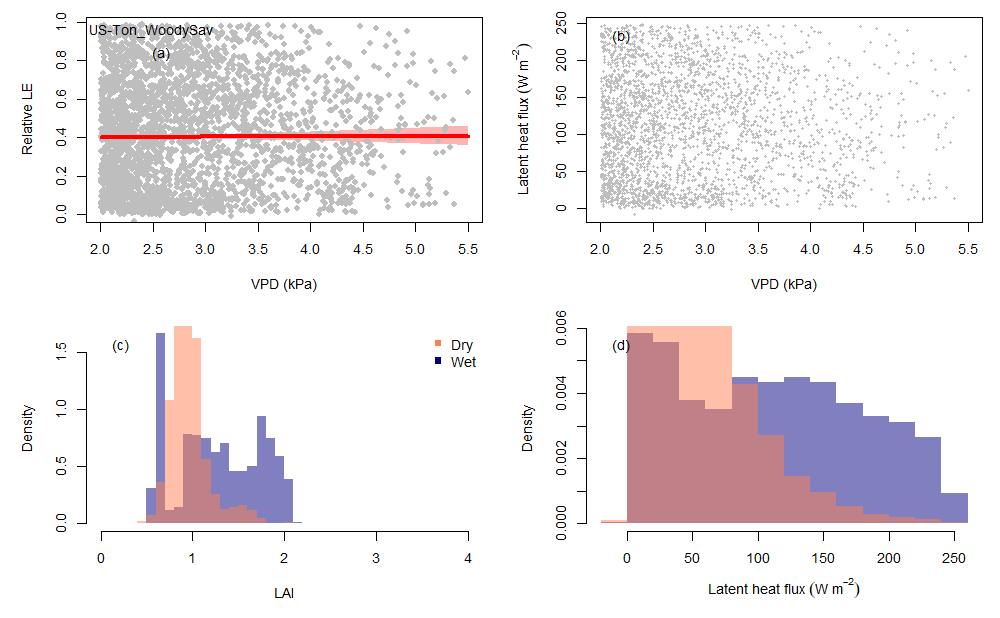 US-Ton_WoodySav
(a)
Relative LE
0.0 0.2 0.4 0.6 0.8 1.0
2.0 2.5 3.0 3.5 4.0 4.5 5.0 5.5
VPD (kPa)
(b)
Latent heat flux (W m⁻²)
0 50 100 150 200 250
2.0 2.5 3.0 3.5 4.0 4.5 5.0 5.5
VPD (kPa)
(c)
Dry
Wet
Density
0.0 0.5 1.0 1.5
0 1 2 3 4
LAI
(d)
Density
0.000 0.002 0.004 0.006
0 50 100 150 200 250
Latent heat flux (W m⁻²)